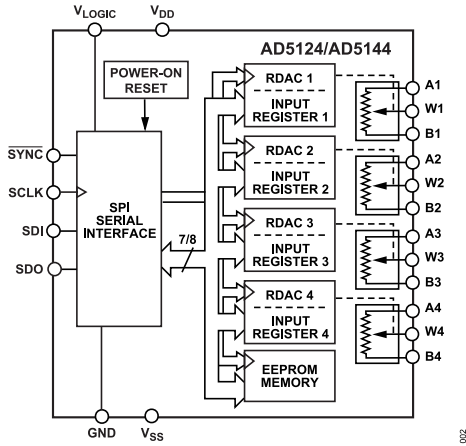 VLOGIC
VDD
AD5124/AD5144
POWER-ON
RESET
RDAC 1
INPUT
REGISTER 1
A1
W1
B1
SYNC
SCLK
SDI
SDO
SPI
SERIAL
INTERFACE
7/8
RDAC 2
INPUT
REGISTER 2
A2
W2
B2
RDAC 3
INPUT
REGISTER 3
A3
W3
B3
RDAC 4
INPUT
REGISTER 4
A4
W4
B4
EEPROM
MEMORY
GND
VSS
002